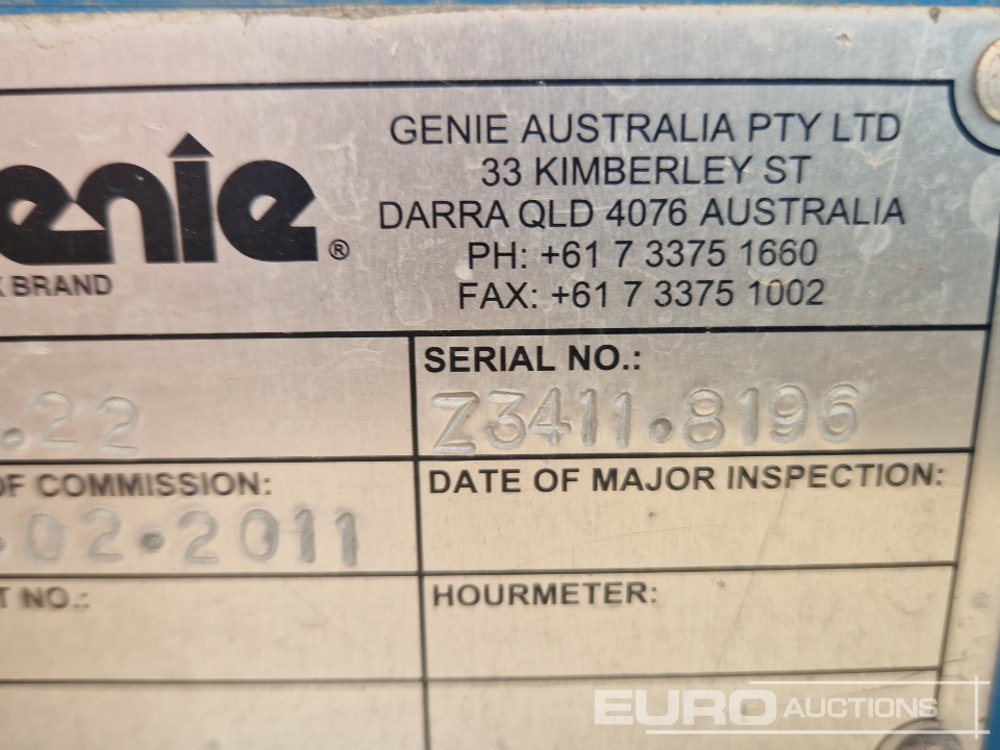 enie®
X BRAND
GENIE AUSTRALIA PTY LTD
33 KIMBERLEY ST
DARRA QLD 4076 AUSTRALIA
PH: +61 7 3375 1660
FAX: +61 7 3375 1002
.22
SERIAL NO.:
Z3411.8196
OF COMMISSION:
.02.2011
DATE OF MAJOR INSPECTION:
T NO.:
HOURMETER:
EURO AUCTIONS